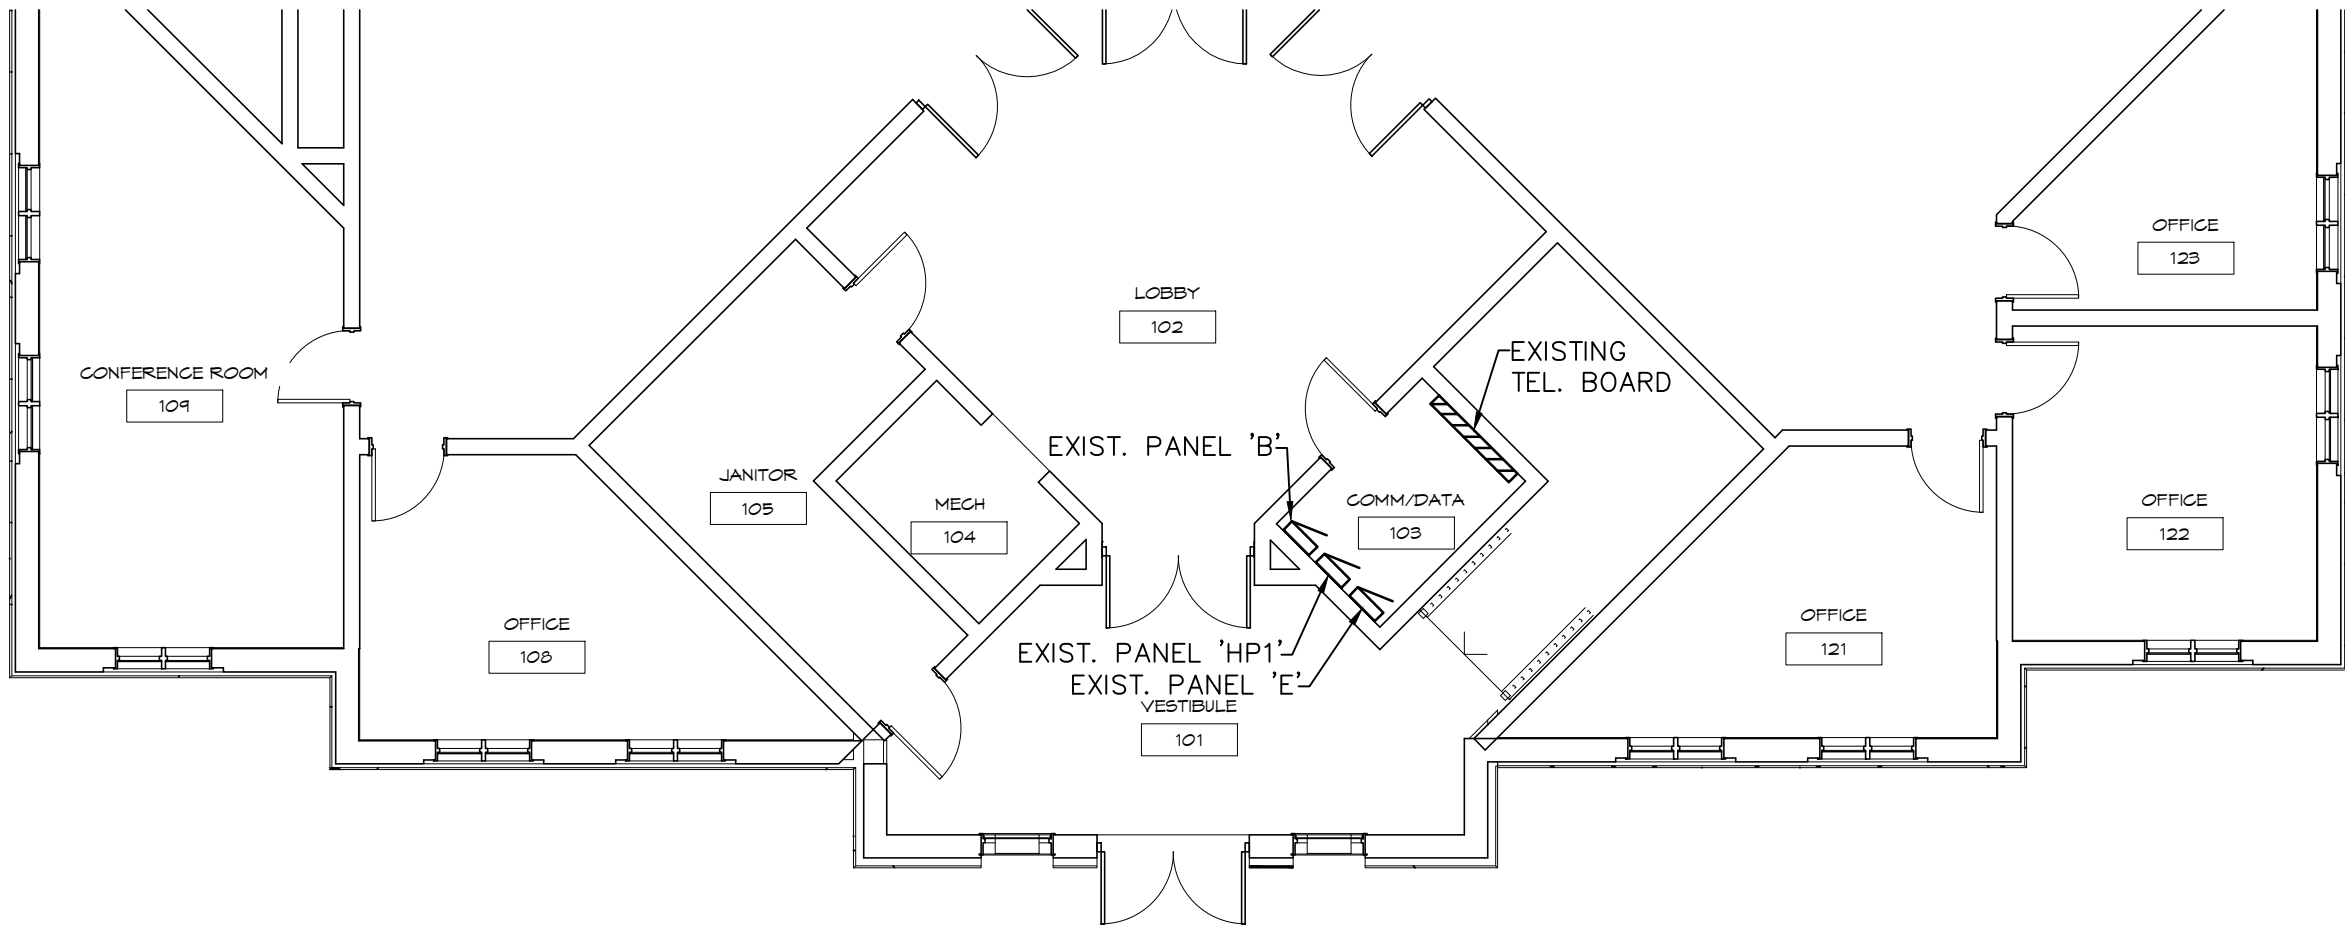 OFFICE
123
LOBBY
102
EXISTING
TEL. BOARD
CONFERENCE ROOM
109
EXIST. PANEL 'B'
JANITOR
105
MECH
104
COMM/DATA
103
OFFICE
122
OFFICE
108
OFFICE
121
EXIST. PANEL 'HP1'
EXIST. PANEL 'E'
VESTIBULE
101